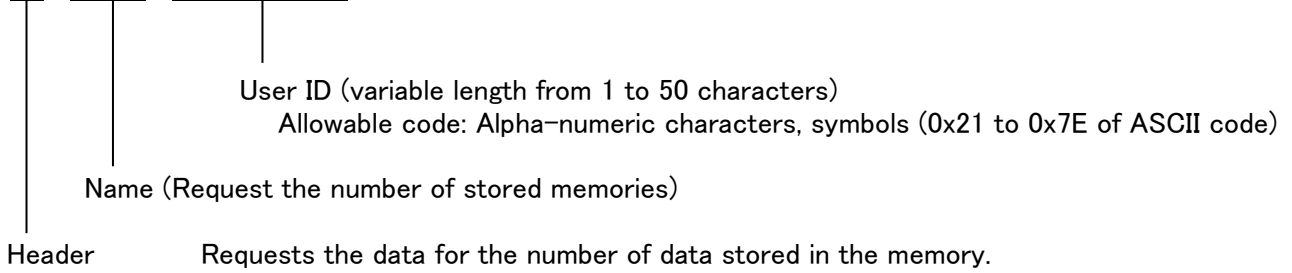 User ID (variable length from 1 to 50 characters)
Allowable code: Alpha-numeric characters, symbols (0x21 to 0x7E of ASCII code)
Name (Request the number of stored memories)
Header Requests the data for the number of data stored in the memory.